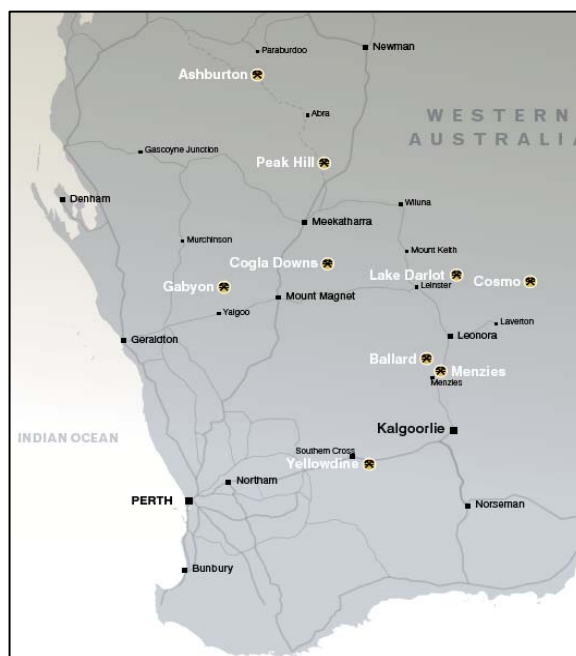 Newman
Paraburdoo
Ashburton
Abra
WESTERN
AUSTRALIA
Gascoyne Junction
Peak Hill
Denham
Wiluna
Meekatharra
Murchinson
Mount Keith
Cogla Downs
Lake Darlot
Cosmo
Gabyon
Leinster
Mount Magnet
Yalgoo
Laverton
Geraldton
Leonora
Ballard
Menzies
Menzies
Kalgoorlie
INDIAN OCEAN
Southern Cross
Yellowdine
Northam
PERTH
Norseman
Bunbury